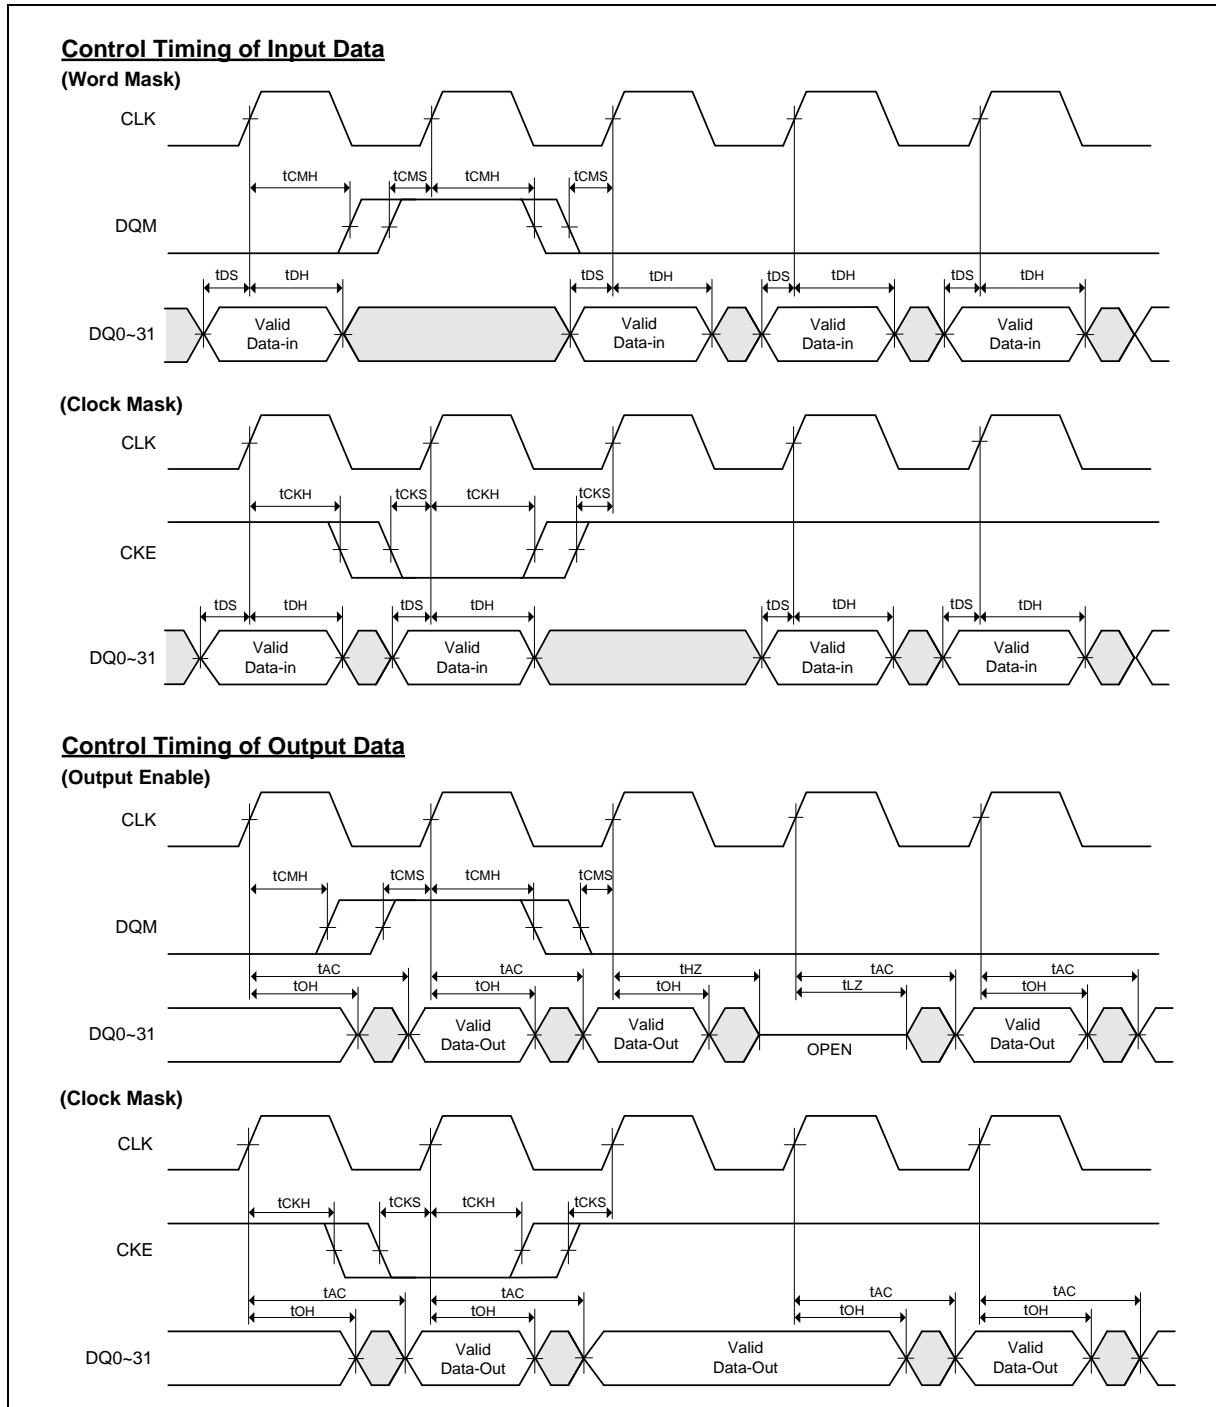 Control Timing of Input Data
(Word Mask)
CLK
tCMH tCMS tCMH tCMS
DQM
tDS tDH tDS tDH tDS tDH tDS tDH
DQ0~31
Valid Data-in
Valid Data-in
Valid Data-in
Valid Data-in
(Clock Mask)
CLK
tCKH tCKS tCKH tCKS
CKE
tDS tDH tDS tDH tDS tDH tDS tDH
DQ0~31
Valid Data-in
Valid Data-in
Valid Data-in
Valid Data-in
Control Timing of Output Data
(Output Enable)
CLK
tCMH tCMS tCMH tCMS
DQM
tAC tAC tHZ tAC tAC
tOH tOH tOH tLZ tOH
DQ0~31
Valid Data-Out
Valid Data-Out
OPEN
Valid Data-Out
(Clock Mask)
CLK
tCKH tCKS tCKH tCKS
CKE
tAC tAC tAC tAC
tOH tOH tOH tOH
DQ0~31
Valid Data-Out
Valid Data-Out
Valid Data-Out